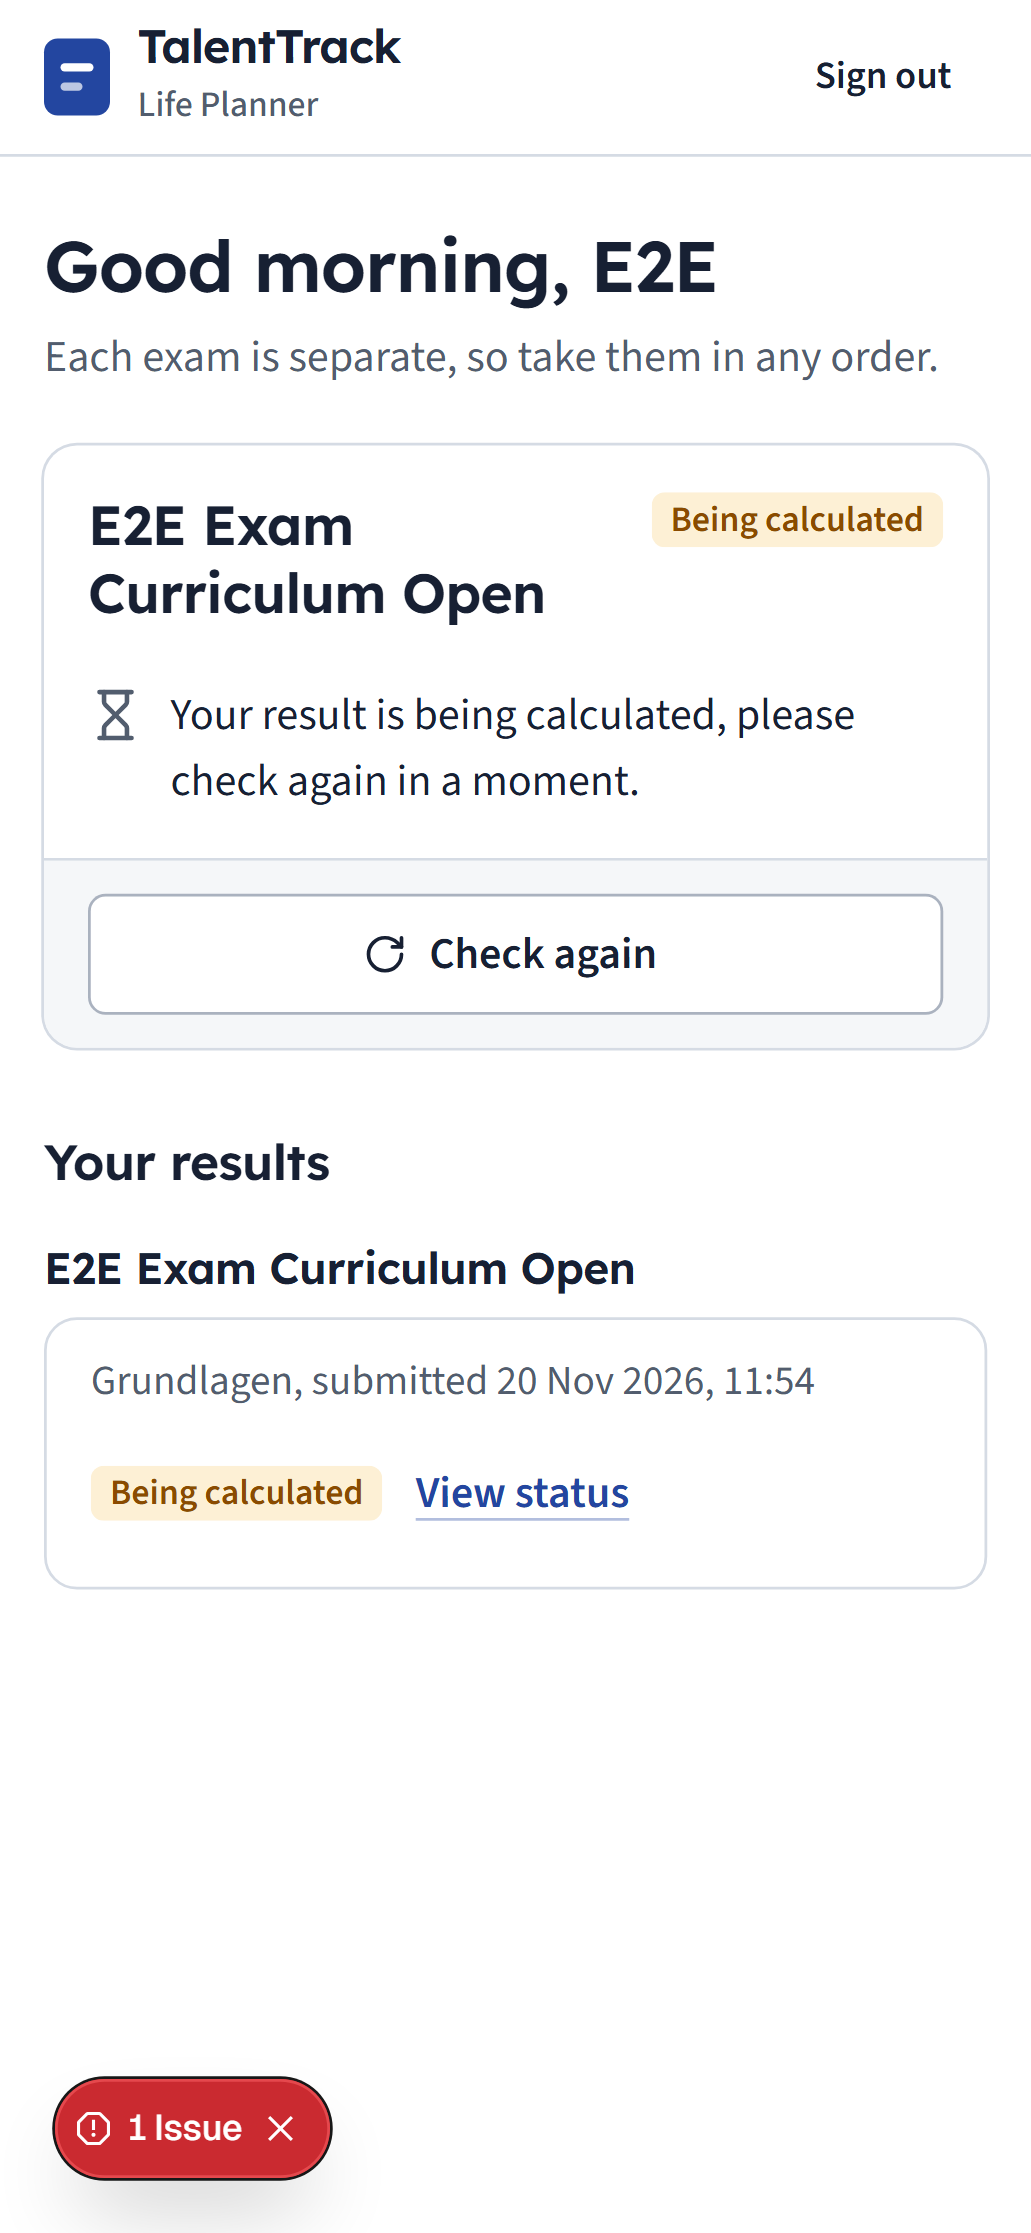 TalentTrack
Life Planner
Sign out
Good morning, E2E
Each exam is separate, so take them in any order.
E2E Exam
Curriculum Open
Being calculated
Your result is being calculated, please
check again in a moment.
Check again
Your results
E2E Exam Curriculum Open
Grundlagen, submitted 20 Nov 2026, 11:54
Being calculated
View status
1 Issue